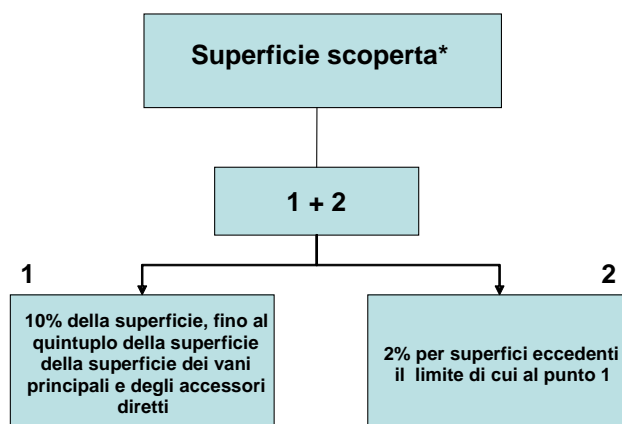 Superficie scoperta*
1 + 2
1
2
10% della superficie, fino al
quintuplo della superficie
della superficie dei vani
principali e degli accessori
diretti
2% per superfici eccedenti
il limite di cui al punto 1